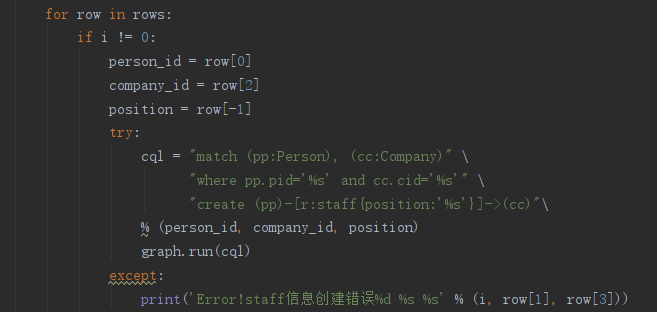 for row in rows:
if i != 0:
person_id = row[0]
company_id = row[2]
position = row[-1]
try:
cql = "match (pp:Person), (cc:Company)" \
"where pp.pid='%s' and cc.cid='%s'" \
"create (pp)-[r:staff{position:'%s'}]->(cc)"\
% (person_id, company_id, position)
graph.run(cql)
except:
print('Error!staff信息创建错误%d %s %s' % (i, row[1], row[3]))